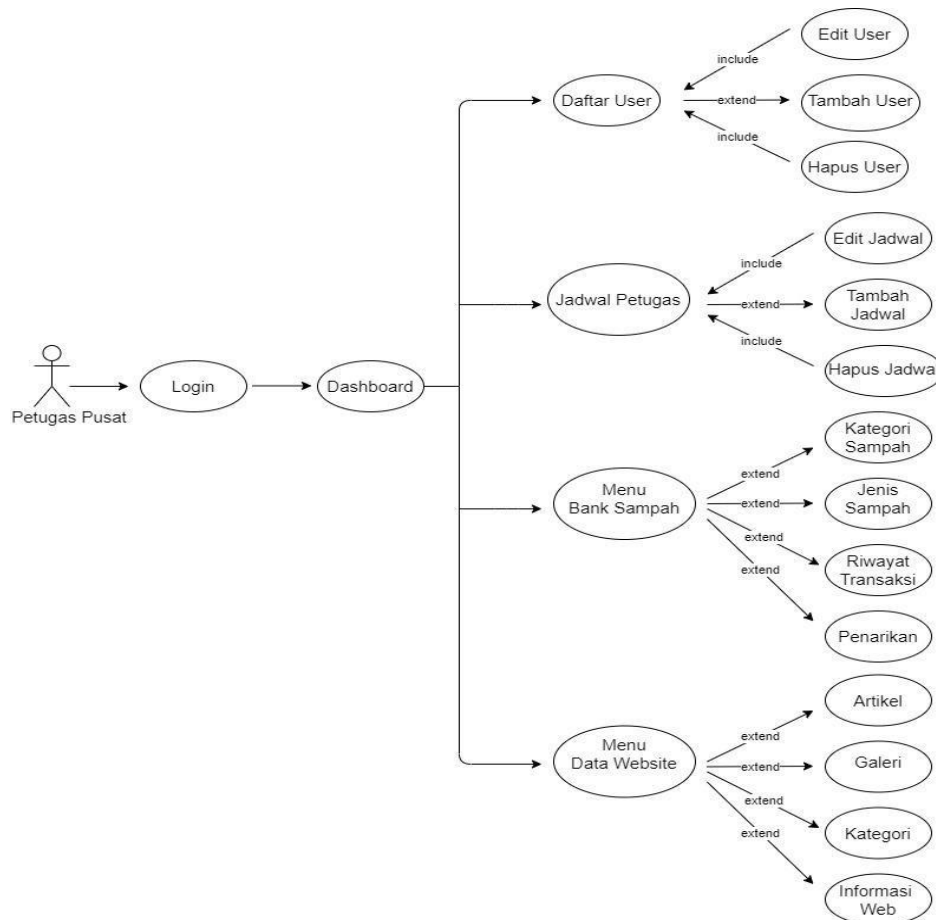 Edit User
include
Daftar User
extend
Tambah User
include
Hapus User
Edit Jadwal
include
Jadwal Petugas
extend
Tambah
Jadwal
include
Hapus Jadwal
Petugas Pusat
Login
Dashboard
Kategori
Sampah
extend
Menu
Bank Sampah
extend
Jenis
Sampah
extend
Riwayat
Transaksi
extend
Penarikan
Artikel
extend
Menu
Data Website
extend
Galeri
extend
Kategori
extend
Informasi
Web